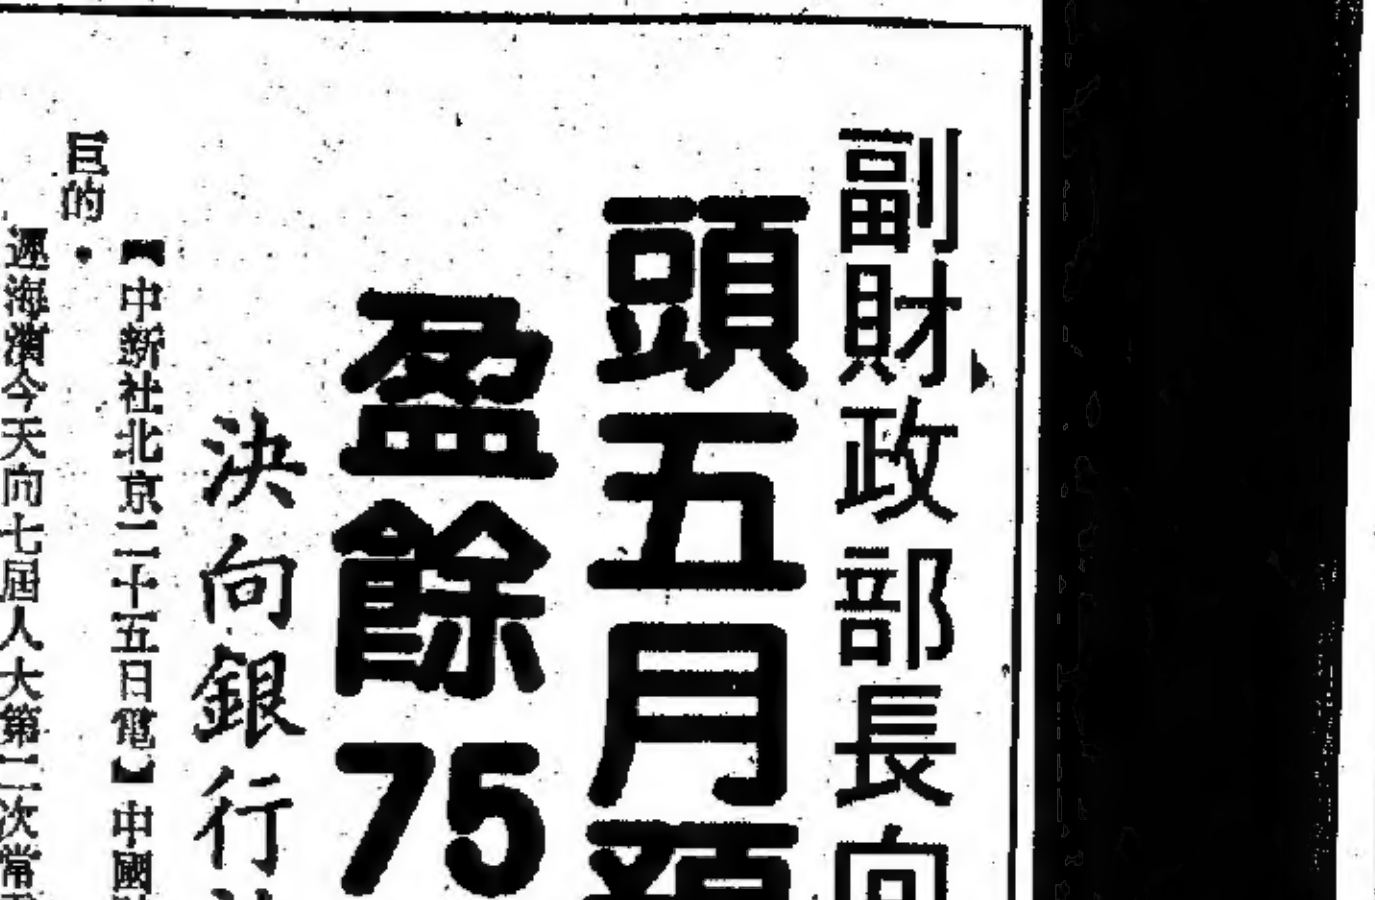 副財政部長向
頭五月預
盈餘75
決向銀行
【中新社北京二十五日電】中國
巨的。
遲海濱今天向七屆人大第二次常